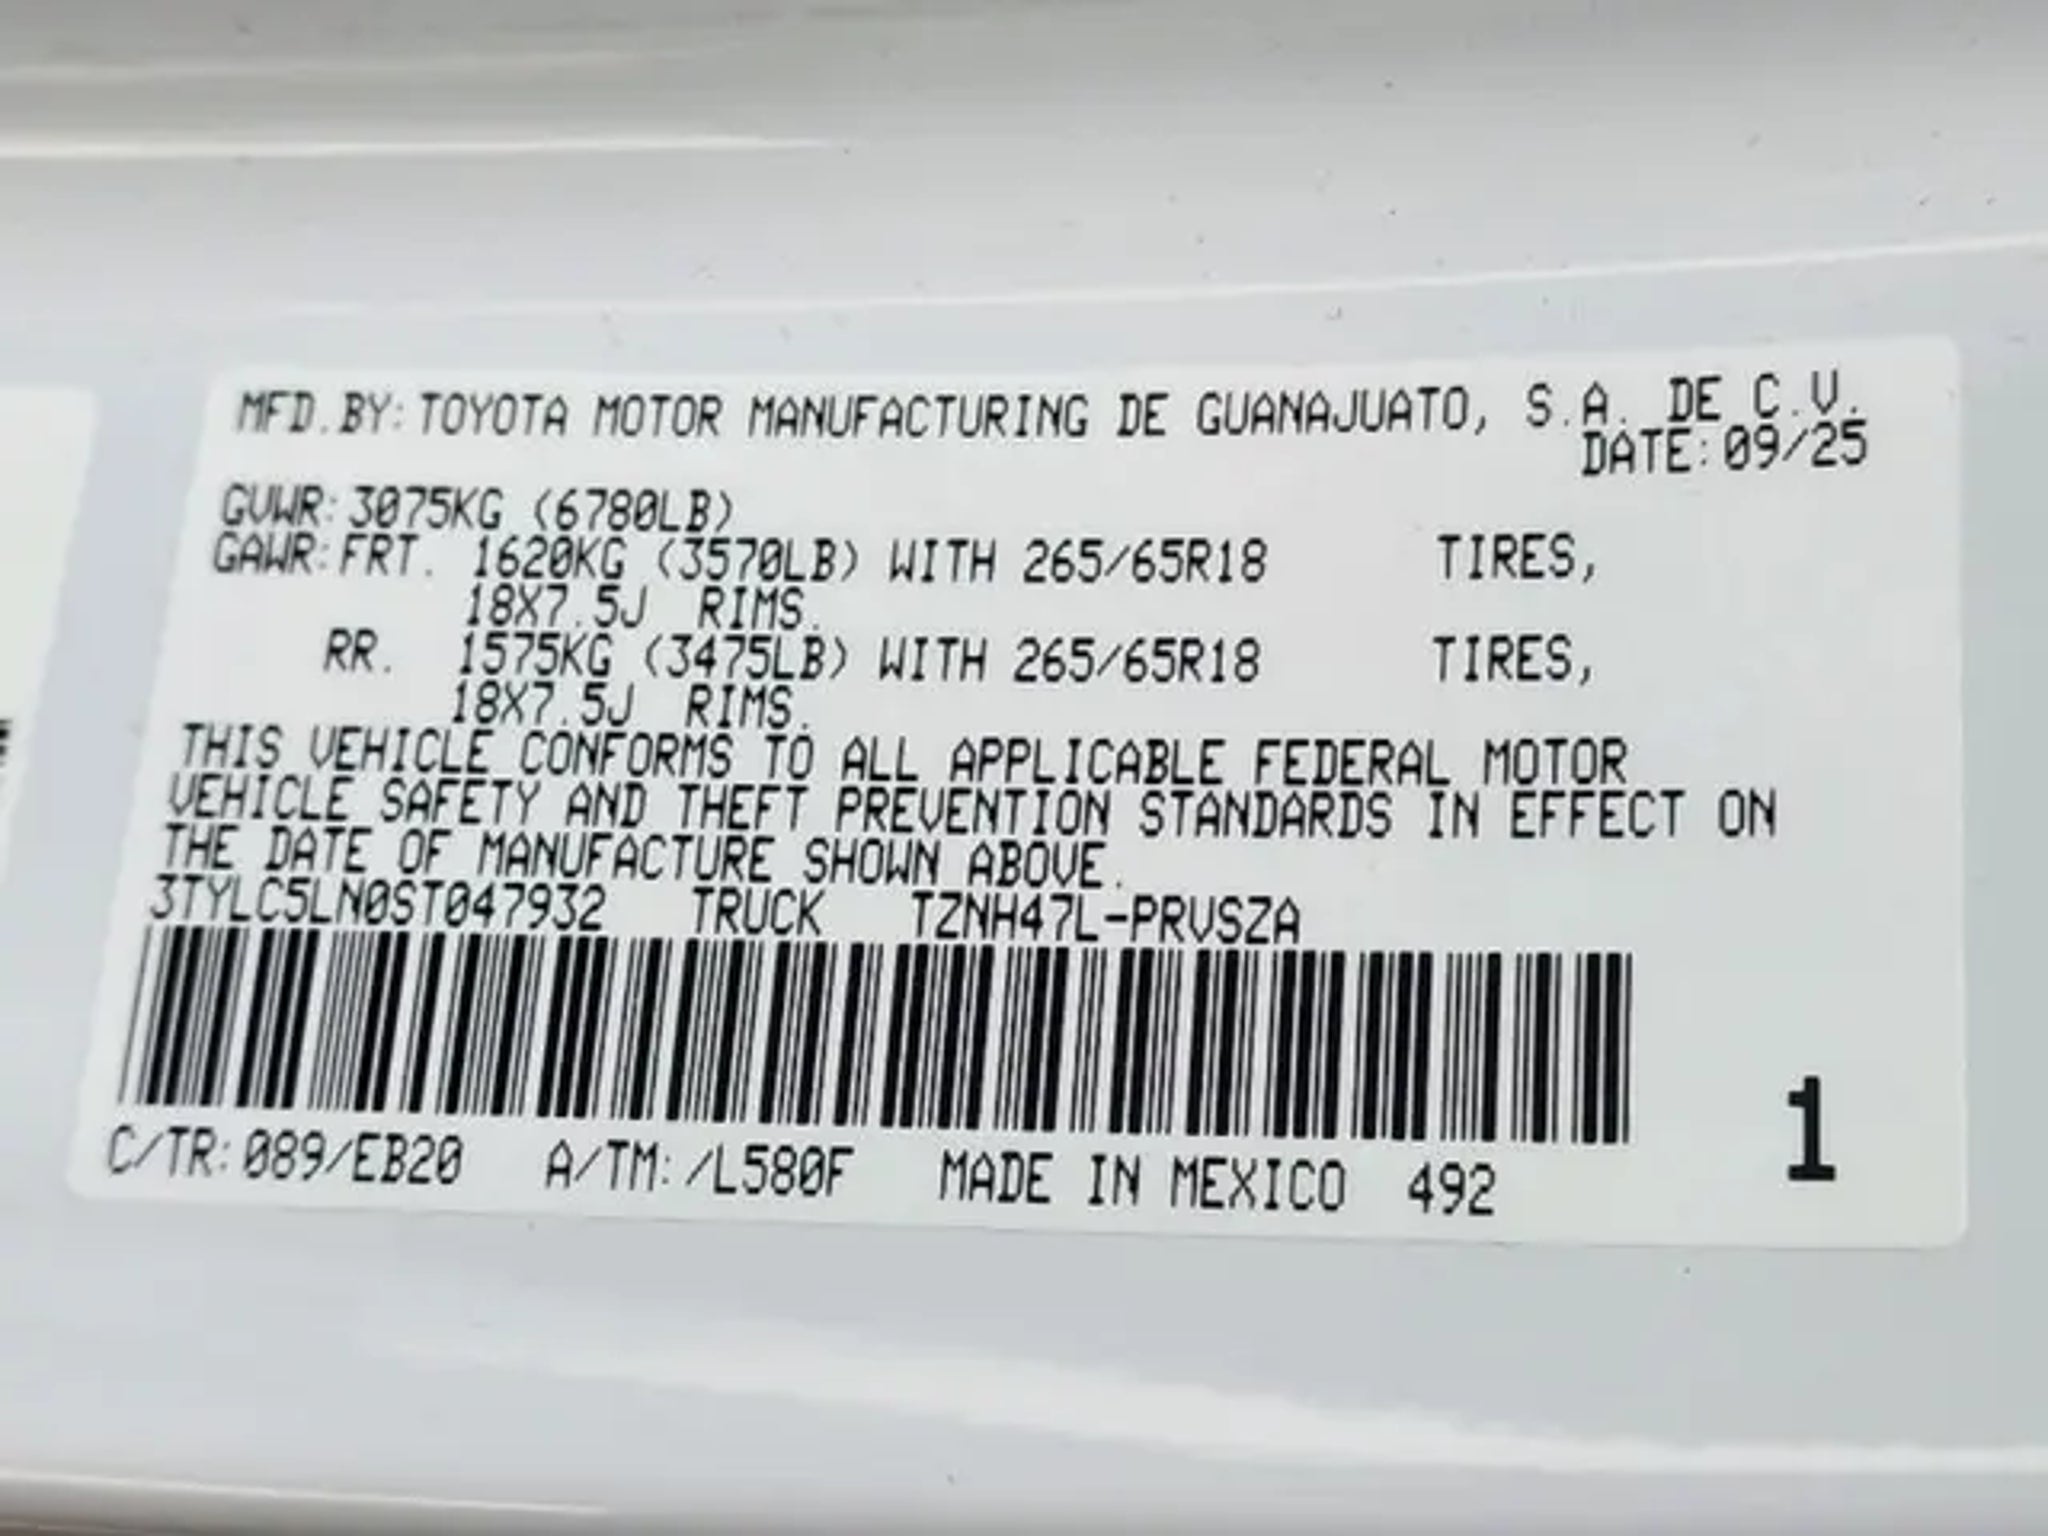 MFD.BY:TOYOTA MOTOR MANUFACTURING DE GUANAJUATO, S.A. DE C.V.
DATE:09/25
GVWR:3075KG (6780LB)
GAWR:FRT. 1620KG (3570LB) WITH 265/65R18 TIRES,
18X7.5J RIMS.
RR. 1575KG (3475LB) WITH 265/65R18 TIRES,
18X7.5J RIMS.
THIS VEHICLE CONFORMS TO ALL APPLICABLE FEDERAL MOTOR
VEHICLE SAFETY AND THEFT PREVENTION STANDARDS IN EFFECT ON
THE DATE OF MANUFACTURE SHOWN ABOVE.
3TYLC5LN0ST047932 TRUCK TZNH47L-PRVSZA
C/TR:089/EB20 A/TM:/L580F MADE IN MEXICO 492
1